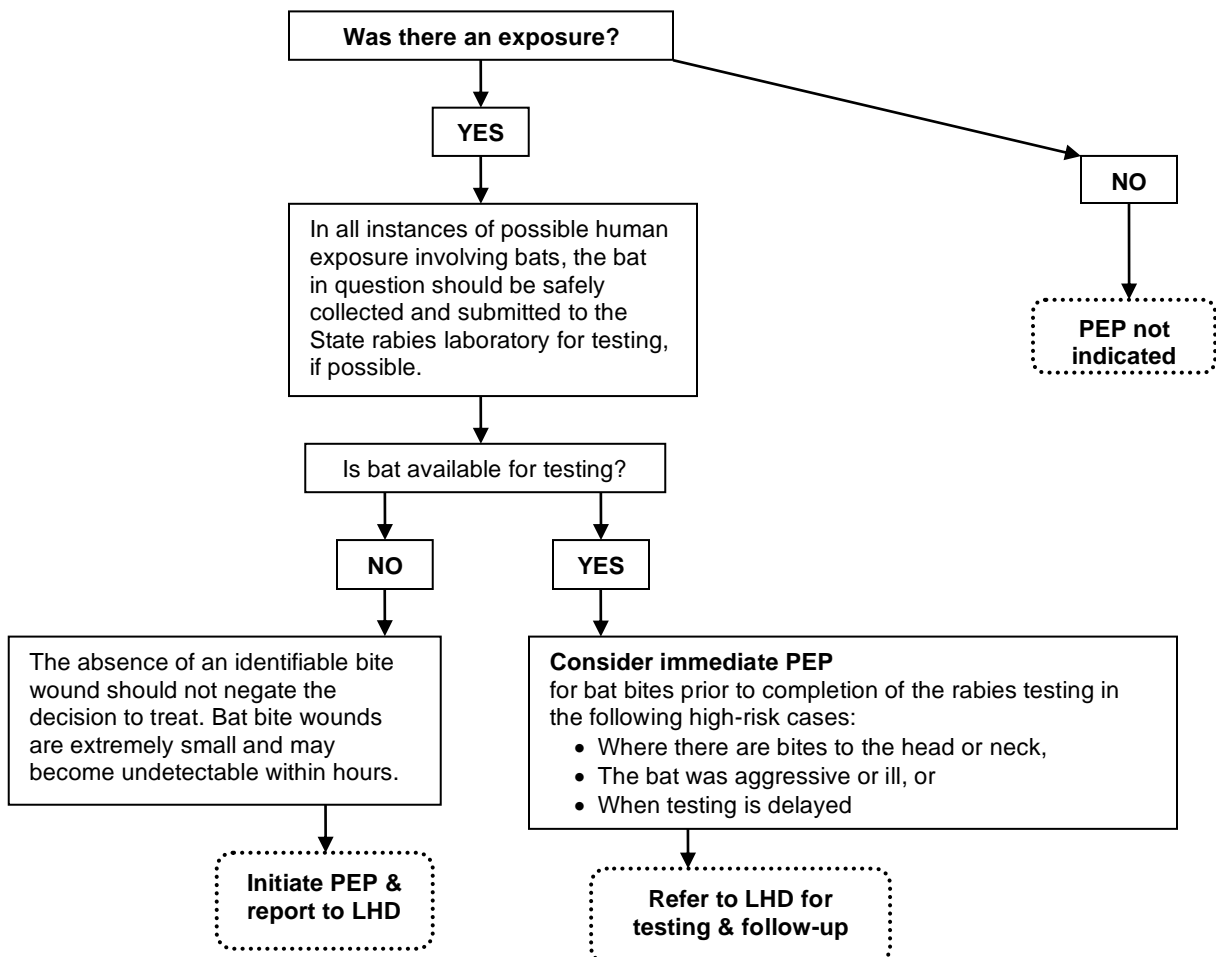 Was there an exposure?
YES
NO
In all instances of possible human
exposure involving bats, the bat
in question should be safely
collected and submitted to the
State rabies laboratory for testing,
if possible.
PEP not
indicated
Is bat available for testing?
NO
YES
The absence of an identifiable bite
wound should not negate the
decision to treat. Bat bite wounds
are extremely small and may
become undetectable within hours.
Consider immediate PEP
for bat bites prior to completion of the rabies testing in
the following high-risk cases:
• Where there are bites to the head or neck,
• The bat was aggressive or ill, or
• When testing is delayed
Initiate PEP &
report to LHD
Refer to LHD for
testing & follow-up